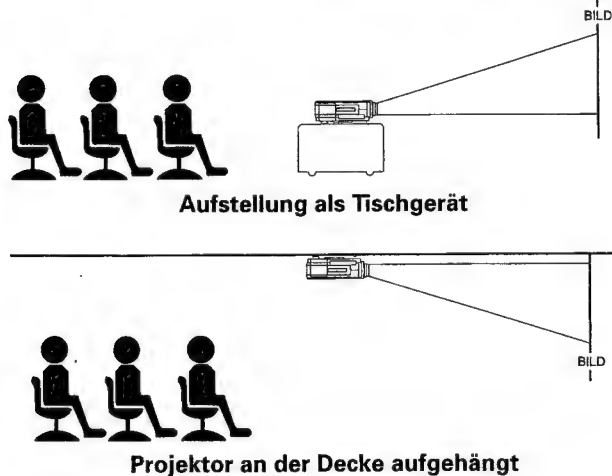 BILD
Aufstellung als Tischgerät
BILD
Projektor an der Decke aufgehängt